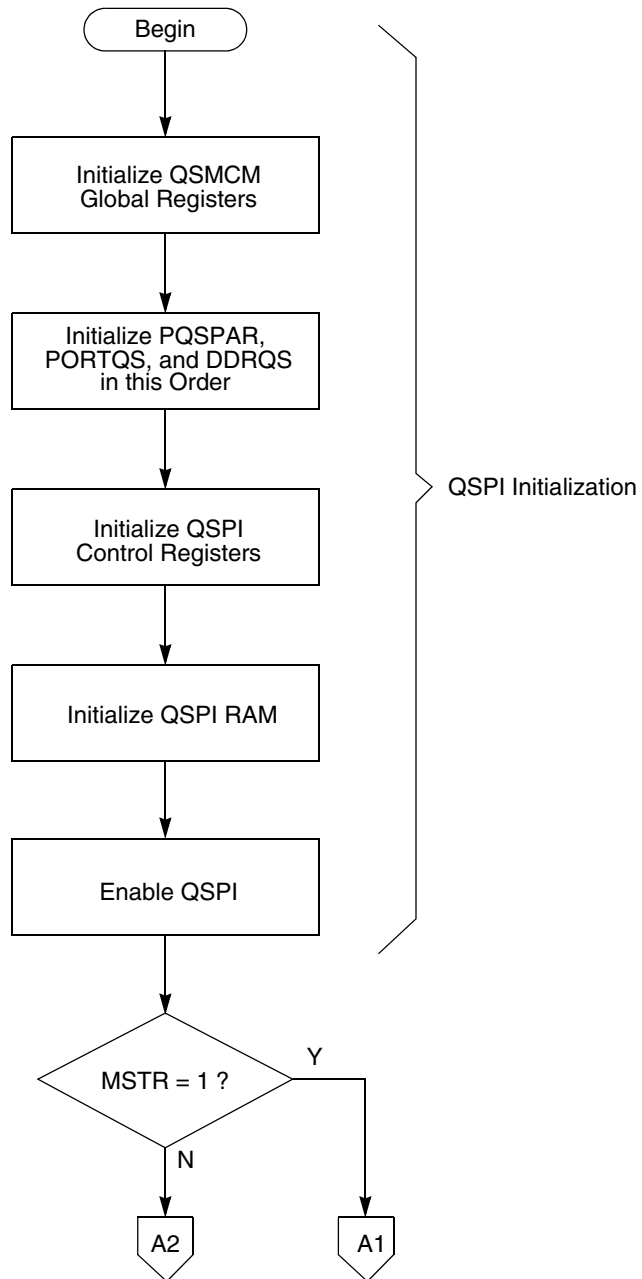 Begin
Initialize QSMCM
Global Registers
Initialize PQSPAR,
PORTQS, and DDRQS
in this Order
QSPI Initialization
Initialize QSPI
Control Registers
Initialize QSPI RAM
Enable QSPI
MSTR = 1 ?
Y
N
A2
A1